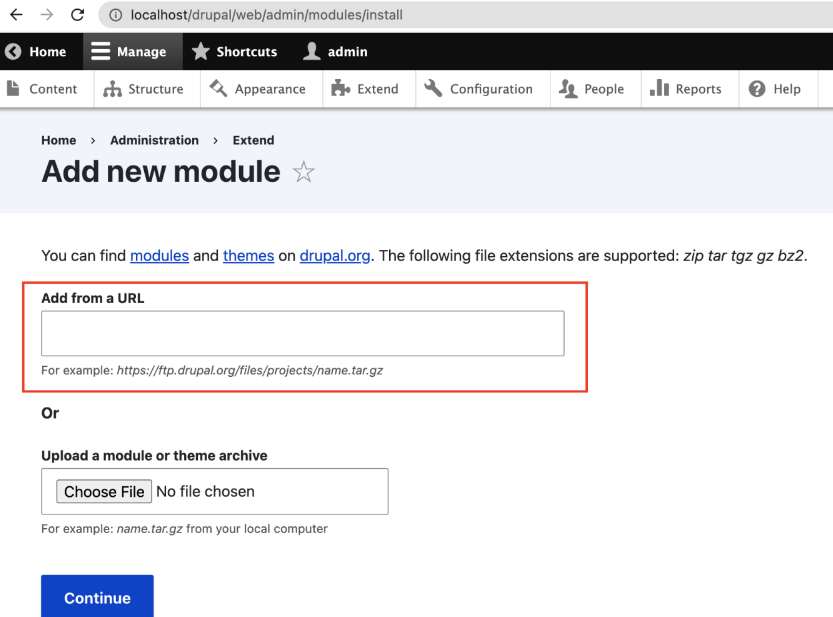 localhost/drupal/web/admin/modules/install
Home Manage Shortcuts admin
Content Structure Appearance Extend Configuration People Reports Help
Home › Administration › Extend
Add new module
You can find modules and themes on drupal.org. The following file extensions are supported: zip tar tgz gz bz2.
Add from a URL
For example: https://ftp.drupal.org/files/projects/name.tar.gz
Or
Upload a module or theme archive
Choose File No file chosen
For example: name.tar.gz from your local computer
Continue